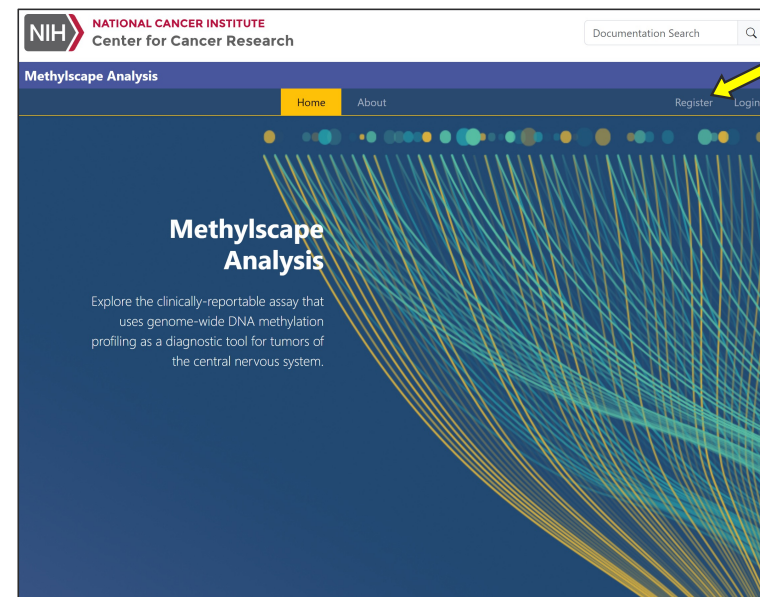 NIH
NATIONAL CANCER INSTITUTE
Center for Cancer Research
Documentation Search
Methylscape Analysis
Home
About
Register
Login
Methylscape
Analysis
Explore the clinically-reportable assay that
uses genome-wide DNA methylation
profiling as a diagnostic tool for tumors of
the central nervous system.